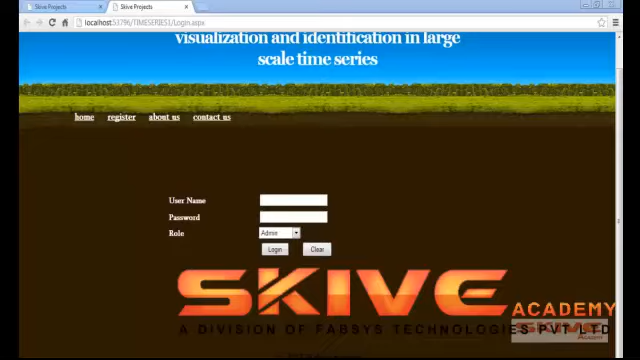 Skive Projects
Skive Projects
localhost:53796/TIMESERIES1/Login.aspx
visualization and identification in large
scale time series
home register about us contact us
User Name
Password
Role
Admin
Login
Clear
SKIVE
ACADEMY
A DIVISION OF FABSYS TECHNOLOGIES PVT LTD
SKIVE
Academy